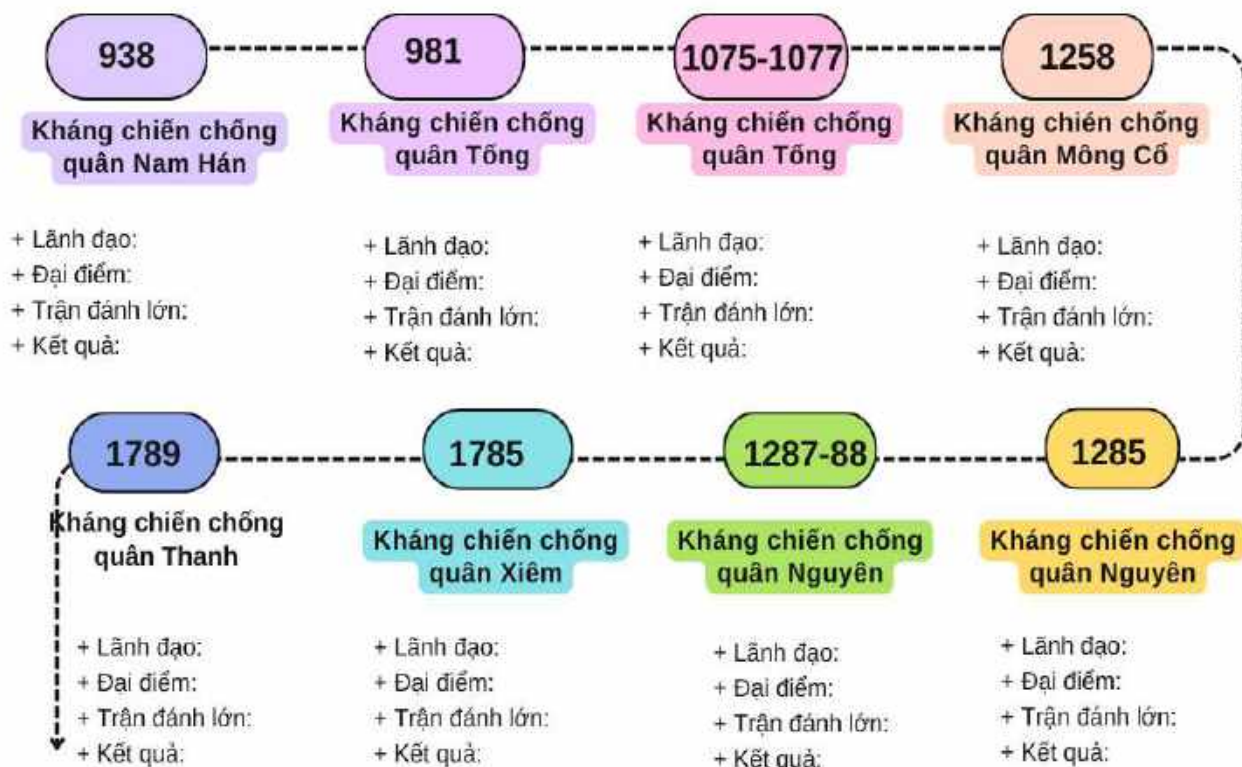 938
Kháng chiến chống
quân Nam Hán
+ Lãnh đạo:
+ Đại điểm:
+ Trận đánh lớn:
+ Kết quả:
981
Kháng chiến chống
quân Tống
+ Lãnh đạo:
+ Đại điểm:
+ Trận đánh lớn:
+ Kết quả:
1075-1077
Kháng chiến chống
quân Tống
+ Lãnh đạo:
+ Đại điểm:
+ Trận đánh lớn:
+ Kết quả:
1258
Kháng chién chống
quân Mông Cổ
+ Lãnh đạo:
+ Đại điểm:
+ Trận đánh lớn:
+ Kết quả:
1285
Kháng chiến chống
quân Nguyên
+ Lãnh đạo:
+ Đại điểm:
+ Trận đánh lớn:
+ Kết quả:
1287-88
Kháng chiến chống
quân Nguyên
+ Lãnh đạo:
+ Đại điểm:
+ Trận đánh lớn:
+ Kết quả:
1785
Kháng chiến chống
quân Xiêm
+ Lãnh đạo:
+ Đại điểm:
+ Trận đánh lớn:
+ Kết quả:
1789
Kháng chiến chống
quân Thanh
+ Lãnh đạo:
+ Đại điểm:
+ Trận đánh lớn:
+ Kết quả: